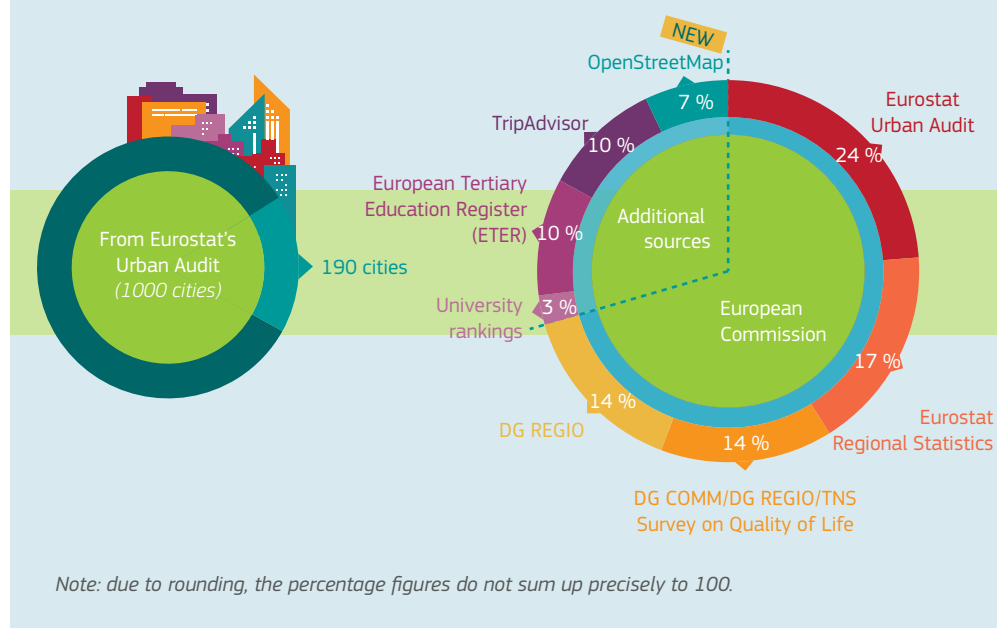 From Eurostat's
Urban Audit
(1000 cities)
190 cities
NEW
OpenStreetMap
7 %
TripAdvisor
10 %
European Tertiary
Education Register
(ETER)
10 %
University
rankings
3 %
Additional
sources
European
Commission
Eurostat
Urban Audit
24 %
17 %
Eurostat
Regional Statistics
14 %
DG REGIO
14 %
DG COMM/DG REGIO/TNS
Survey on Quality of Life
Note: due to rounding, the percentage figures do not sum up precisely to 100.